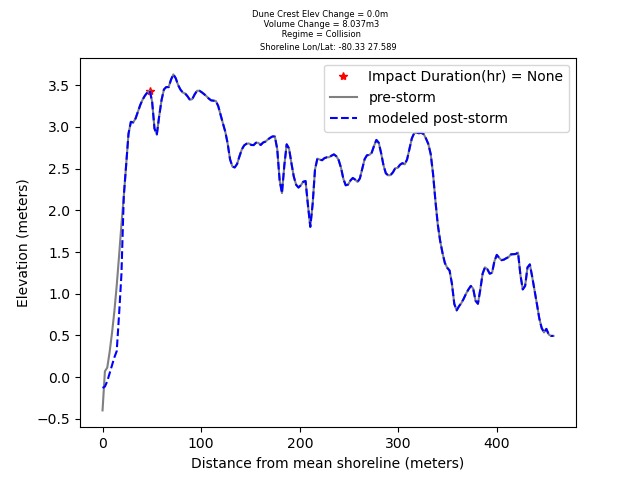 Dune Crest Elev Change = 0.0m
Volume Change = 8.037m3
Regime = Collision
Shoreline Lon/Lat: -80.33 27.589
Impact Duration(hr) = None
pre-storm
modeled post-storm
Elevation (meters)
3.5
3.0
2.5
2.0
1.5
1.0
0.5
0.0
−0.5
0 100 200 300 400
Distance from mean shoreline (meters)